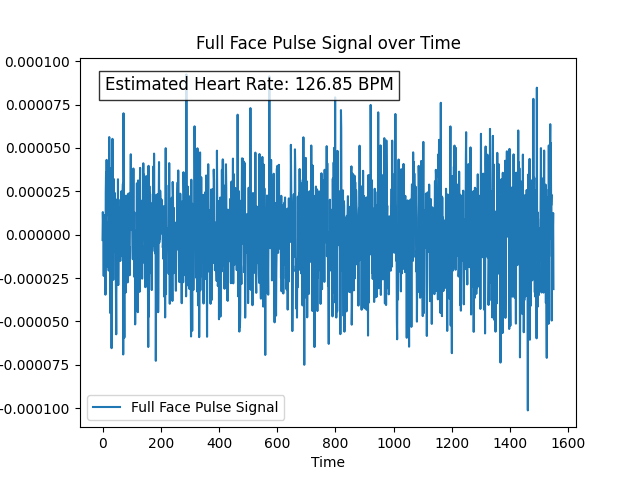 Full Face Pulse Signal over Time
Estimated Heart Rate: 126.85 BPM
0.000100
0.000075
0.000050
0.000025
0.000000
-0.000025
-0.000050
-0.000075
-0.000100
Full Face Pulse Signal
0 200 400 600 800 1000 1200 1400 1600
Time